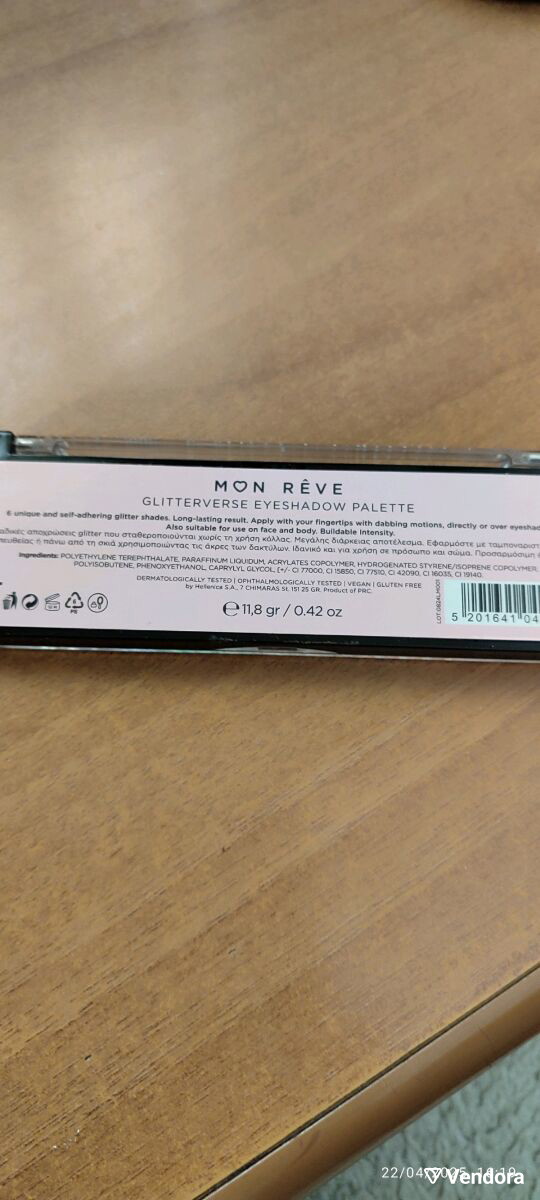 MON RÊVE
GLITTERVERSE EYESHADOW PALETTE
6 unique and self-adhering glitter shades. Long-lasting result. Apply with your fingertips with dabbing motions, directly or over eyeshad
Also suitable for use on face and body. Buildable Intensity.
αδικές αποχρώσεις glitter που σταθεροποιούνται χωρίς τη χρήση κόλλας. Μεγάλης διάρκειας αποτέλεσμα. Εφαρμόστε με ταμποναριστ
πευθείας ή πάνω από τη σκιά χρησιμοποιώντας τις άκρες των δακτύλων. Ιδανικό και για χρήση σε πρόσωπο και σώμα. Προσαρμόσιμη
Ingredients: POLYETHYLENE TEREPHTHALATE, PARAFFINUM LIQUIDUM, ACRYLATES COPOLYMER, HYDROGENATED STYRENE/ISOPRENE COPOLYMER,
POLYISOBUTENE, PHENOXYETHANOL, CAPRYLYL GLYCOL, [+/- CI 77000, CI 15850, CI 77510, CI 42090, CI 16035, CI 19140.
DERMATOLOGICALLY TESTED | OPHTHALMOLOGICALLY TESTED | VEGAN | GLUTEN FREE
by Hellenica S.A., 7 CHIMARAS St. 151 25 GR. Product of PRC.
6
PS
℮ 11,8 gr / 0.42 oz
5 201641 04
22/04/2025
Vendora